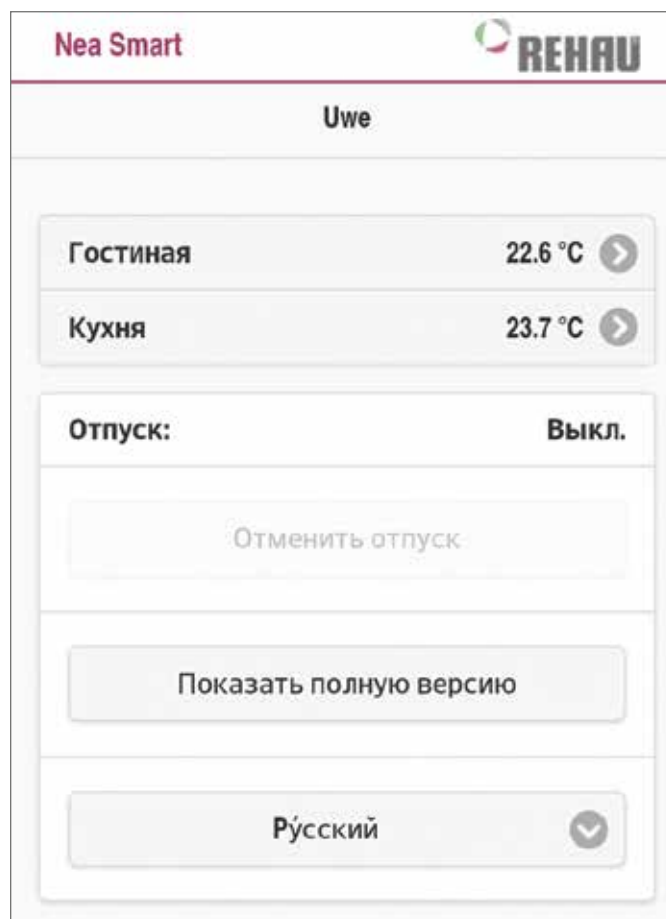 Nea Smart REHAU
Uwe
Гостиная 22.6 °C
Кухня 23.7 °C
Отпуск: Выкл.
Отменить отпуск
Показать полную версию
Ру́сский